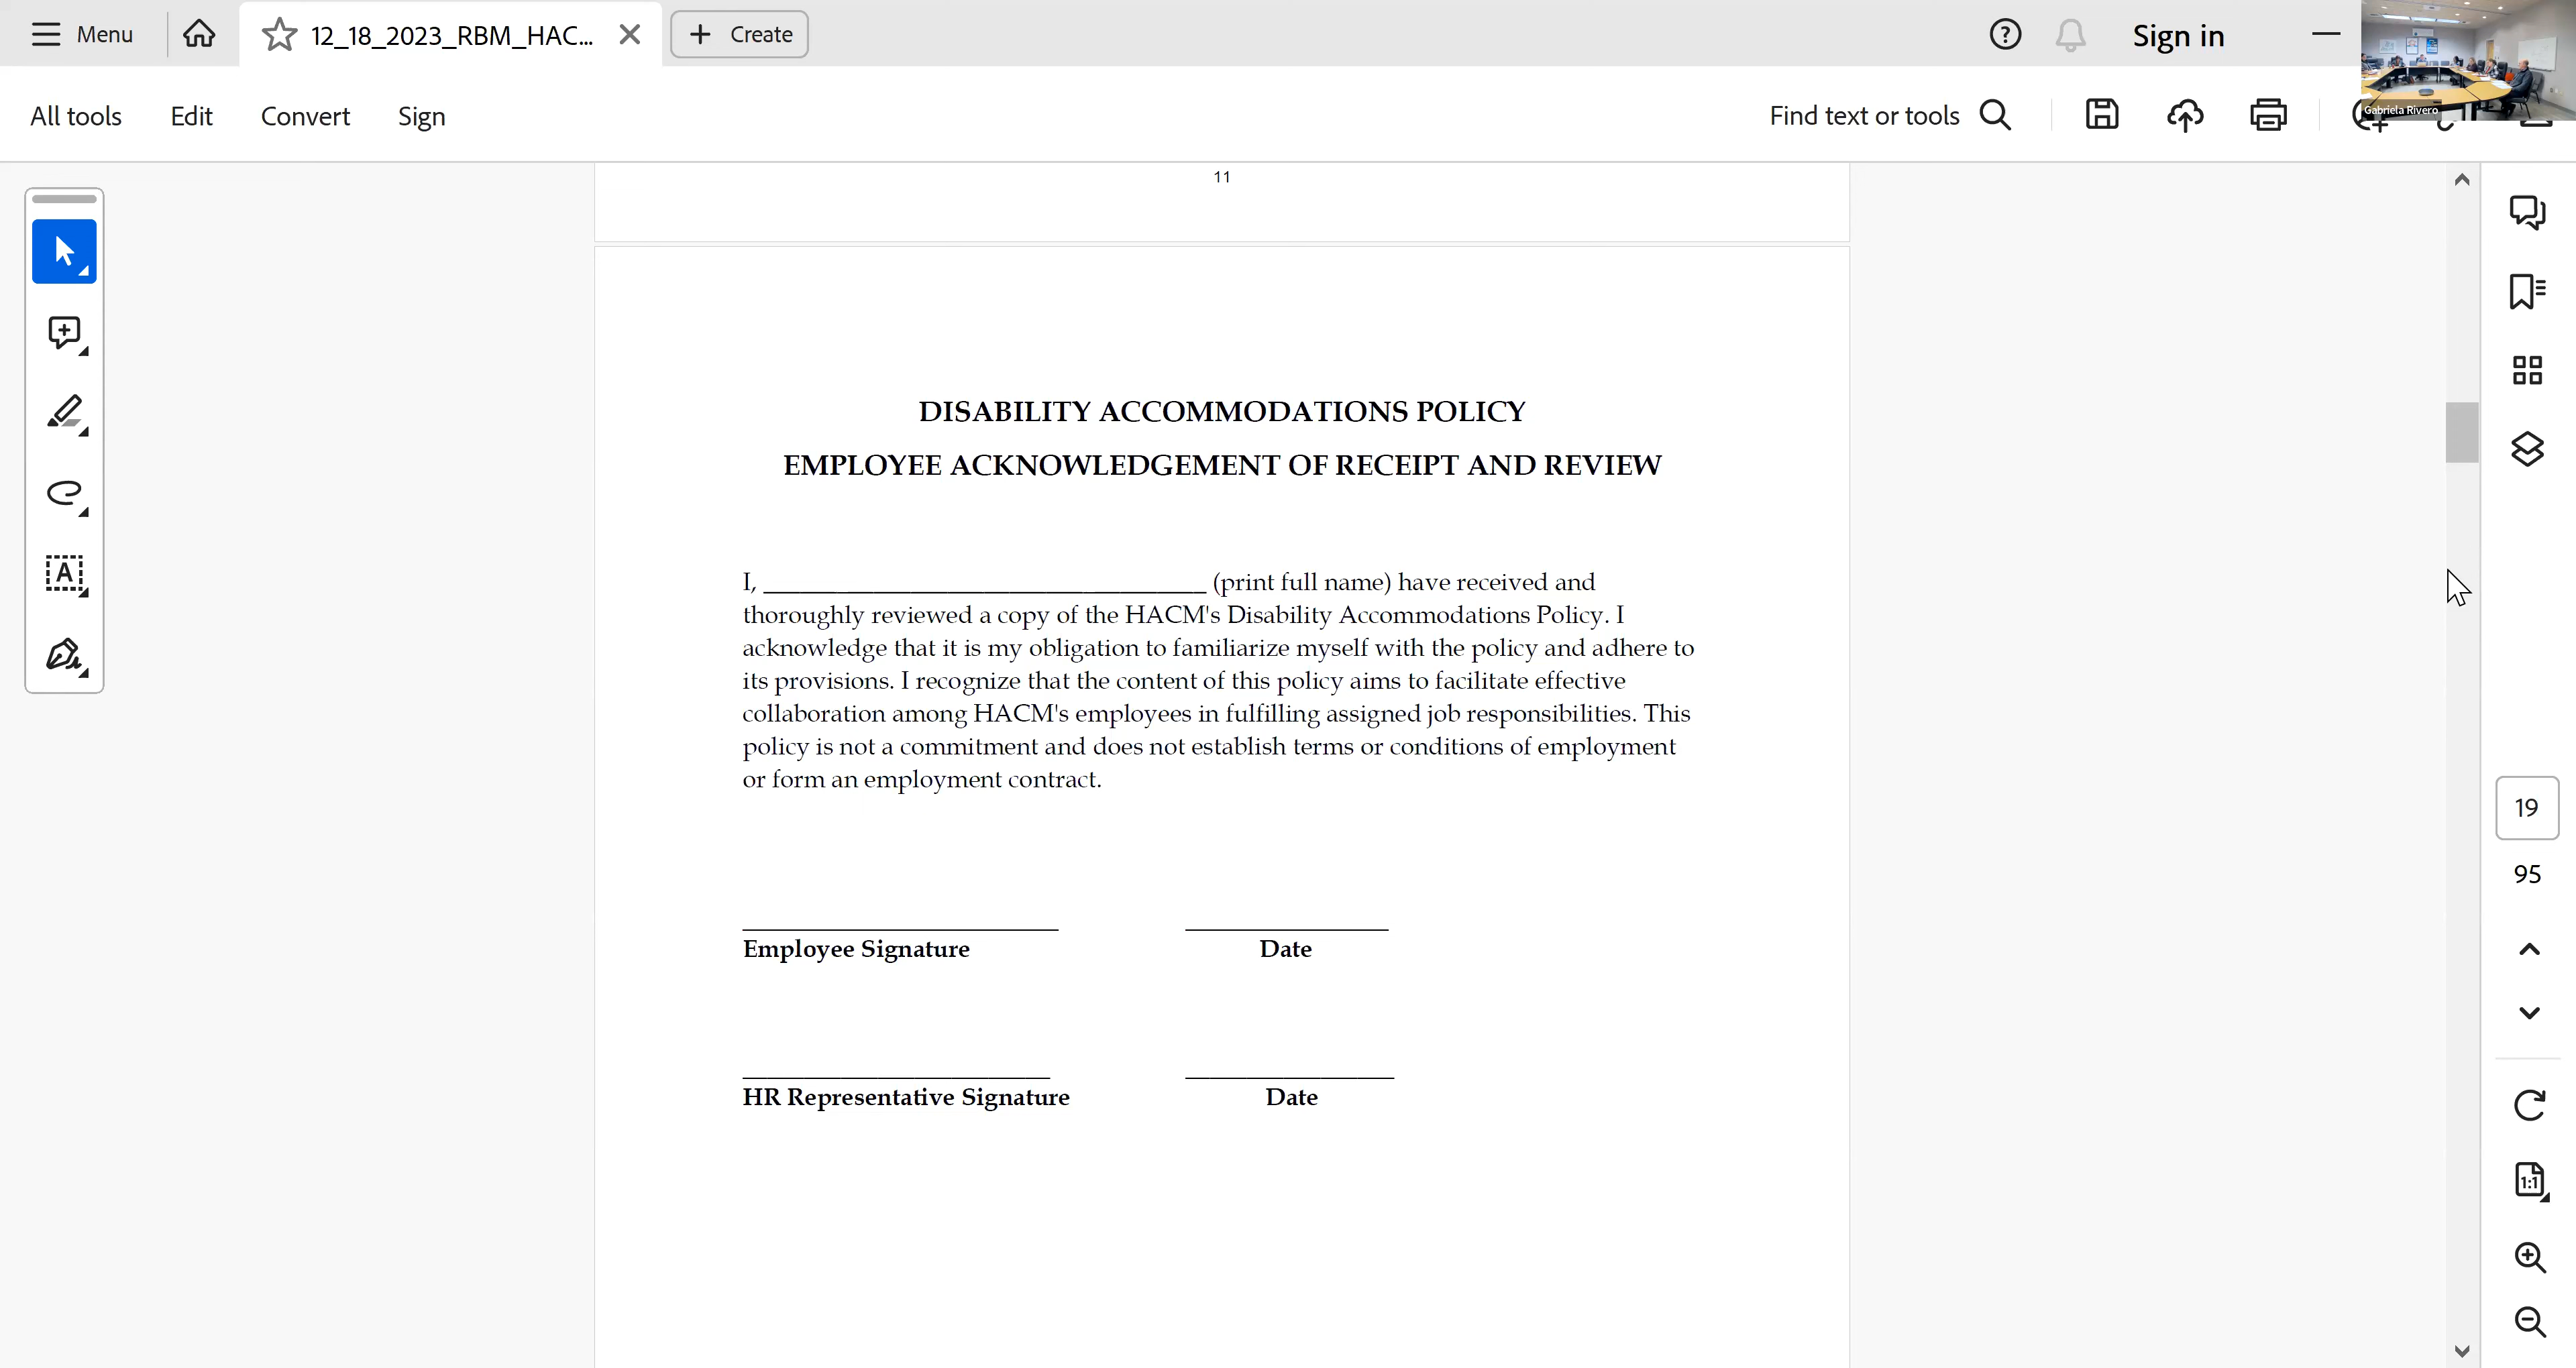 Menu
12_18_2023_RBM_HAC...
Create
Sign in
Gabriela Rivero
All tools
Edit
Convert
Sign
Find text or tools
11
DISABILITY ACCOMMODATIONS POLICY
EMPLOYEE ACKNOWLEDGEMENT OF RECEIPT AND REVIEW
I, ___________________________________ (print full name) have received and
thoroughly reviewed a copy of the HACM's Disability Accommodations Policy. I
acknowledge that it is my obligation to familiarize myself with the policy and adhere to
its provisions. I recognize that the content of this policy aims to facilitate effective
collaboration among HACM's employees in fulfilling assigned job responsibilities. This
policy is not a commitment and does not establish terms or conditions of employment
or form an employment contract.
Employee Signature
Date
HR Representative Signature
Date
19
95
1:1